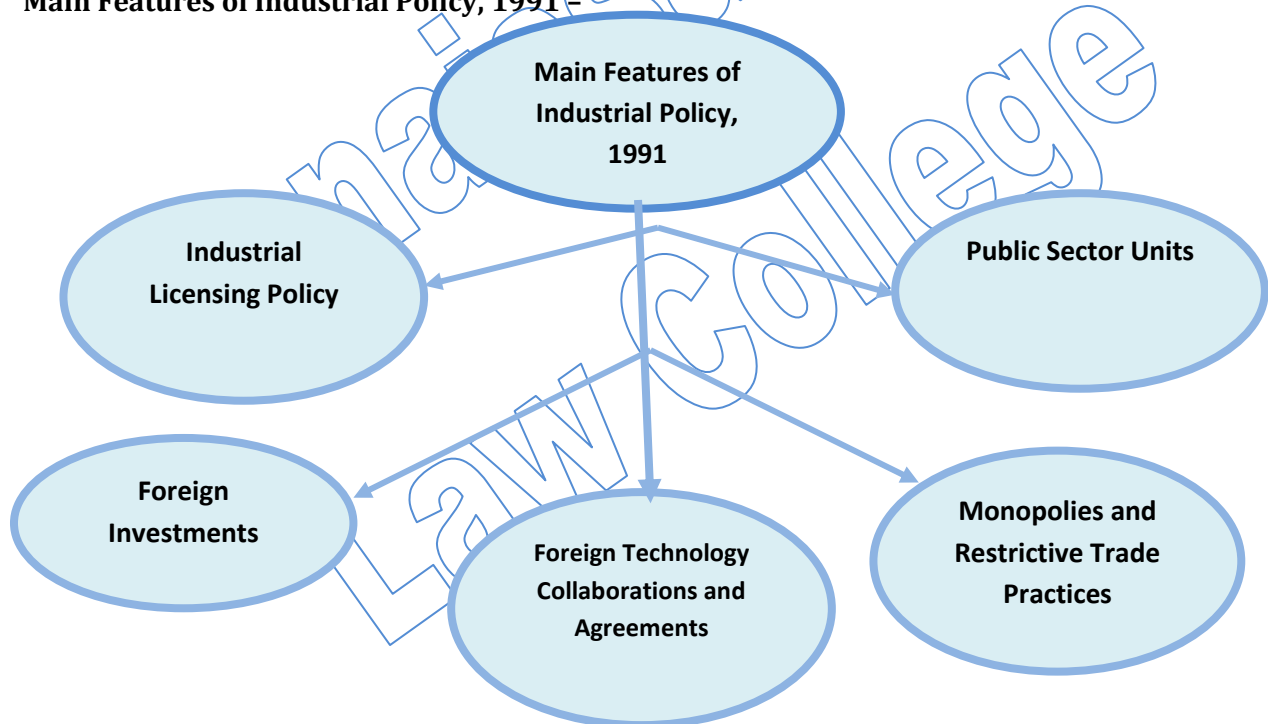 Main Features of Industrial Policy, 1991 –
Main Features of
Industrial Policy,
1991
Industrial
Licensing Policy
Public Sector Units
Foreign
Investments
Foreign Technology
Collaborations and
Agreements
Monopolies and
Restrictive Trade
Practices
Law College